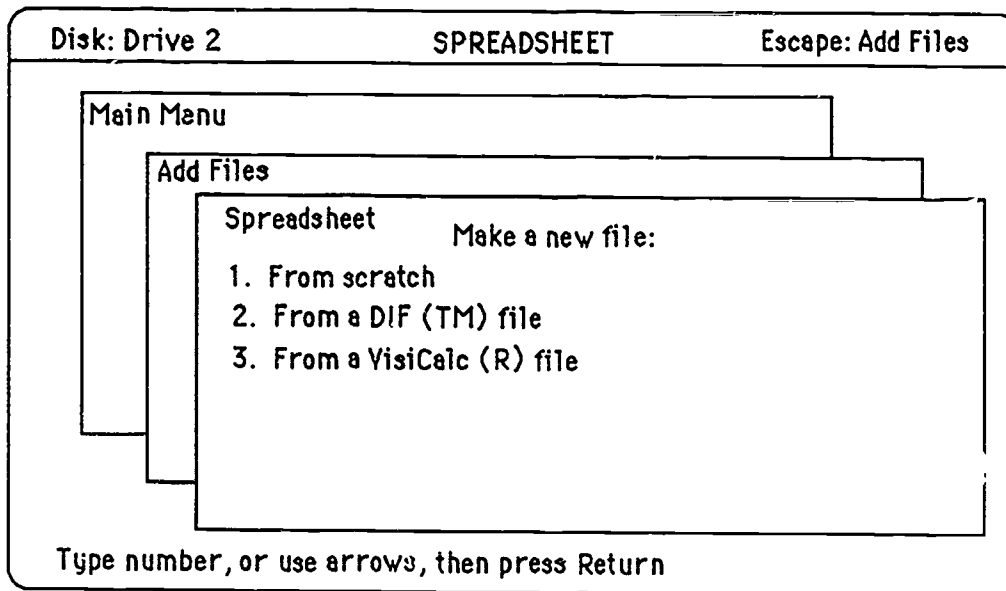 Disk: Drive 2 SPREADSHEET Escape: Add Files
Main Menu
Add Files
Spreadsheet
Make a new file:
1. From scratch
2. From a DIF (TM) file
3. From a VisiCalc (R) file
Type number, or use arrows, then press Return